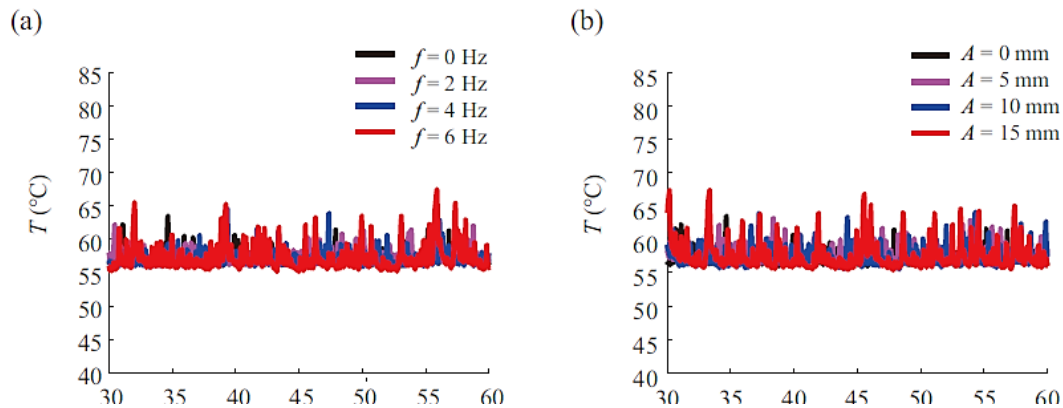 (a)
f = 0 Hz
f = 2 Hz
f = 4 Hz
f = 6 Hz
85
80
75
70
65
60
55
50
45
40
T (°C)
30 35 40 45 50 55 60
(b)
A = 0 mm
A = 5 mm
A = 10 mm
A = 15 mm
85
80
75
70
65
60
55
50
45
40
T (°C)
30 35 40 45 50 55 60